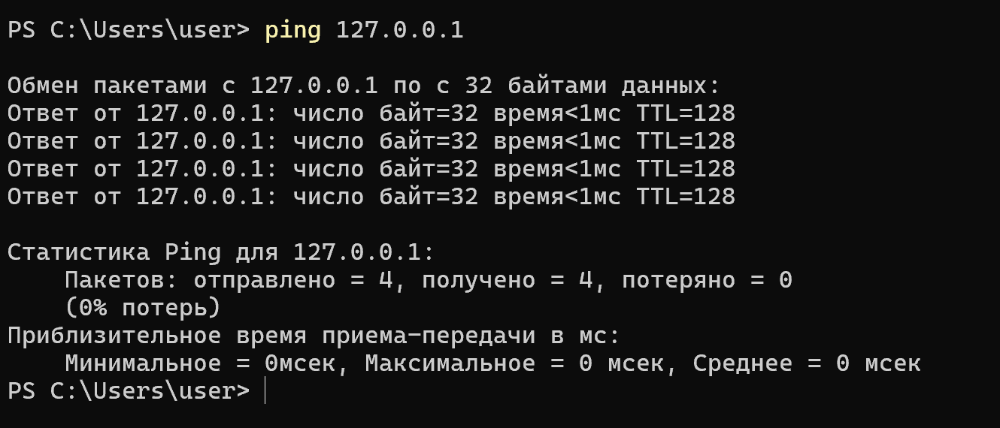 PS C:\Users\user> ping 127.0.0.1
Обмен пакетами с 127.0.0.1 по с 32 байтами данных:
Ответ от 127.0.0.1: число байт=32 время<1мс TTL=128
Ответ от 127.0.0.1: число байт=32 время<1мс TTL=128
Ответ от 127.0.0.1: число байт=32 время<1мс TTL=128
Ответ от 127.0.0.1: число байт=32 время<1мс TTL=128
Статистика Ping для 127.0.0.1:
Пакетов: отправлено = 4, получено = 4, потеряно = 0
(0% потерь)
Приблизительное время приема-передачи в мс:
Минимальное = 0мсек, Максимальное = 0 мсек, Среднее = 0 мсек
PS C:\Users\user>